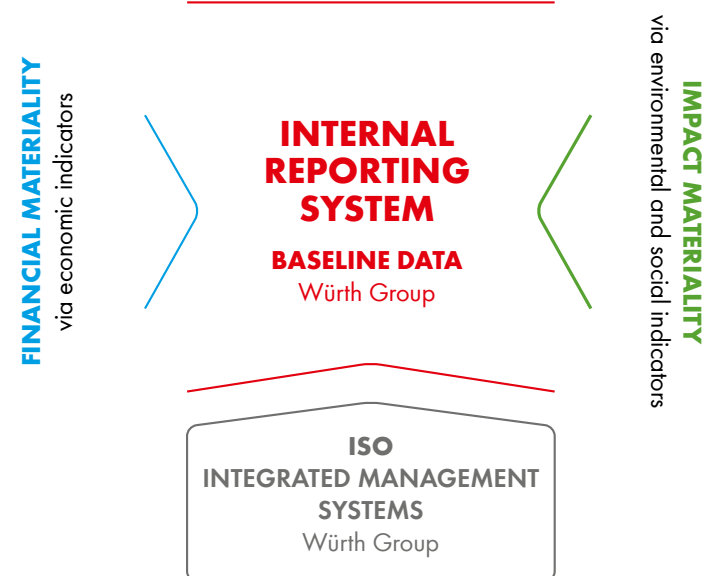 FINANCIAL MATERIALITY
via economic indicators
INTERNAL
REPORTING
SYSTEM
BASELINE DATA
Würth Group
IMPACT MATERIALITY
via environmental and social indicators
ISO
INTEGRATED MANAGEMENT
SYSTEMS
Würth Group